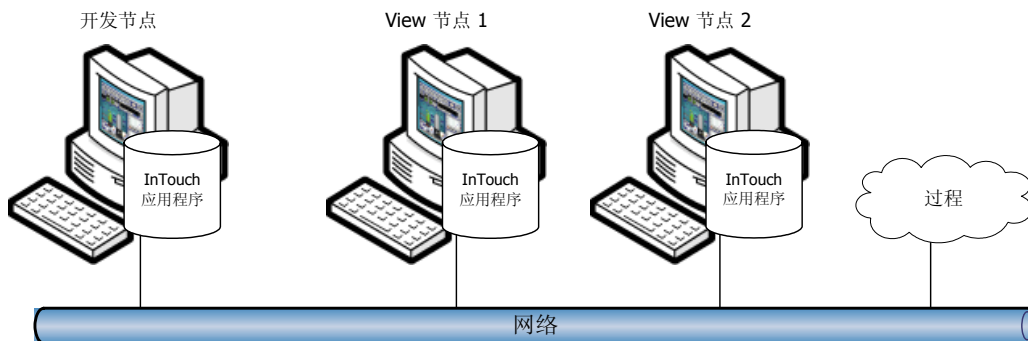 开发节点
View 节点 1
View 节点 2
InTouch
应用程序
InTouch
应用程序
InTouch
应用程序
过程
网络